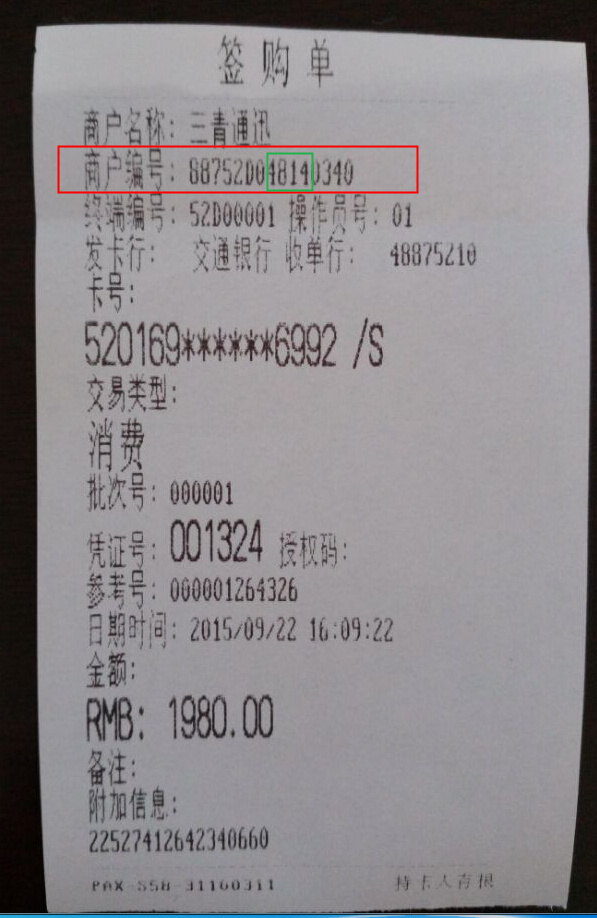 签购单
商户名称：三青通迅
商户编号：88752D048140340
终端编号：52D00001 操作员号：01
发卡行： 交通银行 收单行： 48875210
卡号：
520169******6992 /S
交易类型：
消费
批次号：000001
凭证号：001324 授权码：
参考号：000001264326
日期时间：2015/09/22 16:09:22
金额：
RMB: 1980.00
备注：
附加信息：
22527412642340660
PAX-S58-31160311 持卡人存根